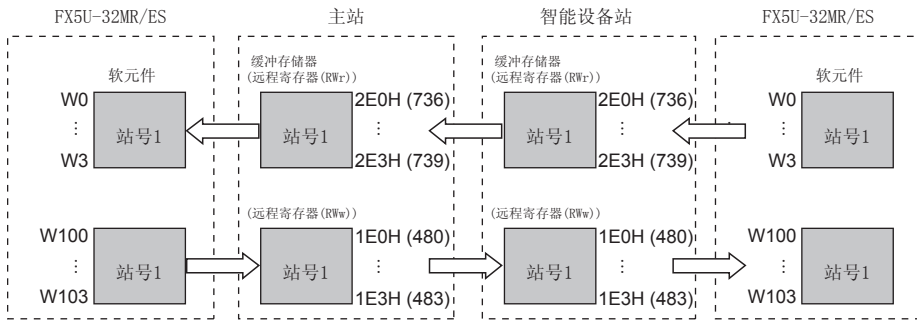 FX5U-32MR/ES
主站
智能设备站
FX5U-32MR/ES
软元件
缓冲存储器
(远程寄存器(RWr))
缓冲存储器
(远程寄存器(RWr))
软元件
W0
⋮
W3
站号1
站号1
2E0H (736)
⋮
2E3H (739)
站号1
2E0H (736)
⋮
2E3H (739)
W0
⋮
W3
站号1
(远程寄存器(RWw))
(远程寄存器(RWw))
W100
⋮
W103
站号1
站号1
1E0H (480)
⋮
1E3H (483)
站号1
1E0H (480)
⋮
1E3H (483)
W100
⋮
W103
站号1